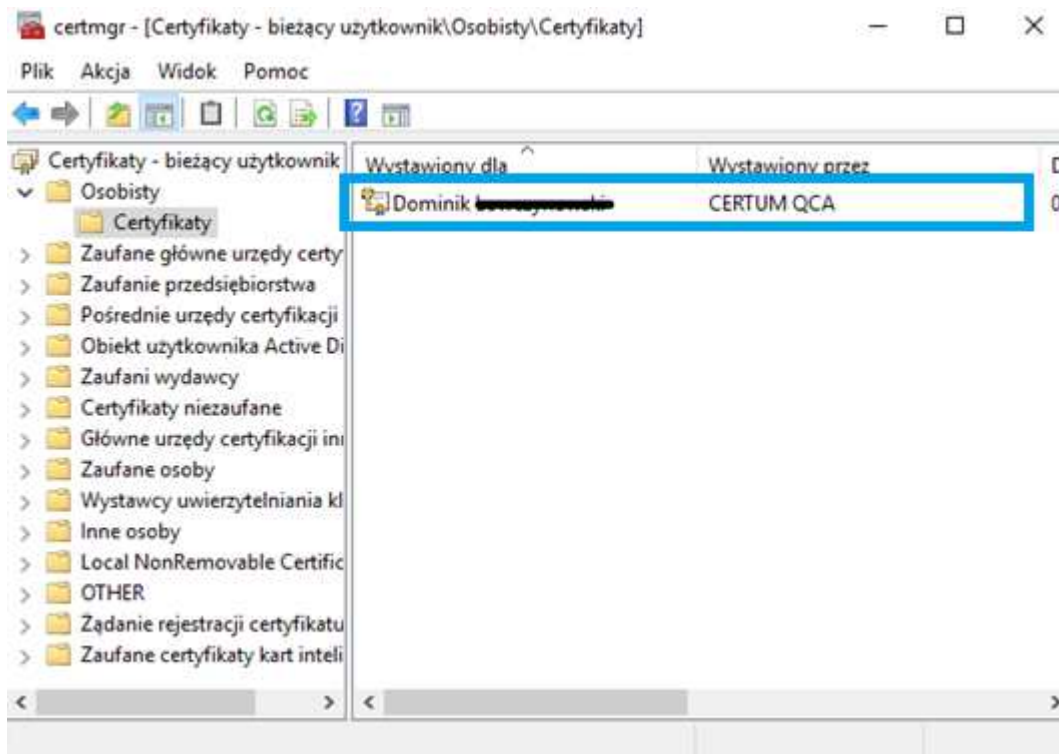 certmgr - [Certyfikaty - bieżący użytkownik\Osobisty\Certyfikaty]
Plik Akcja Widok Pomoc
Certyfikaty - bieżący użytkownik
Osobisty
Certyfikaty
Zaufane główne urzędy certy
Zaufanie przedsiębiorstwa
Pośrednie urzędy certyfikacji
Obiekt użytkownika Active Di
Zaufani wydawcy
Certyfikaty niezaufane
Główne urzędy certyfikacji inn
Zaufane osoby
Wystawcy uwierzytelniania kl
Inne osoby
Local NonRemovable Certific
OTHER
Żądanie rejestracji certyfikatu
Zaufane certyfikaty kart inteli
Wystawiony dla Wystawiony przez
Dominik CERTUM QCA